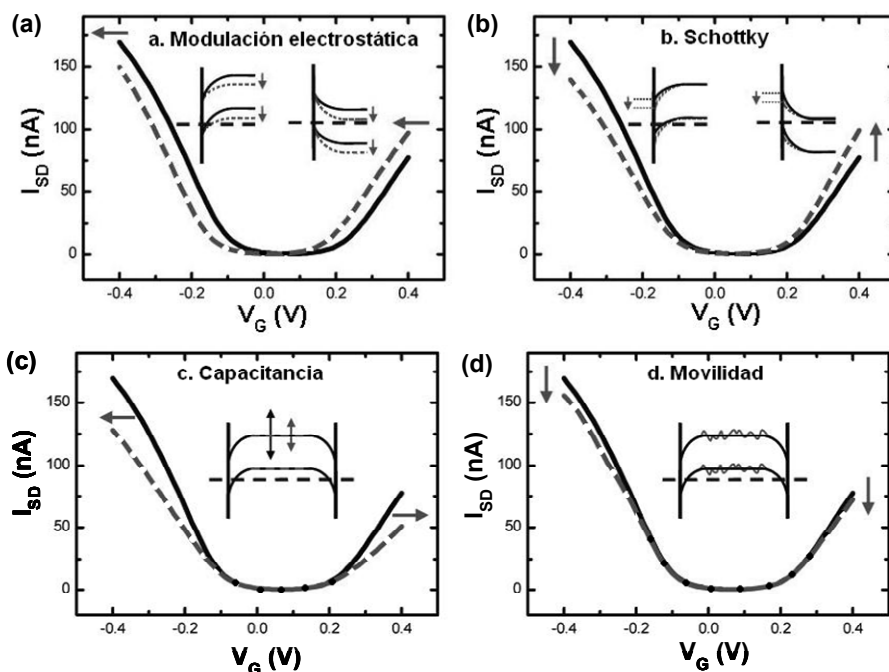 (a)
a. Modulación electrostática
I_SD (nA)
150
100
50
0
-0.4 -0.2 0.0 0.2 0.4
V_G (V)
(b)
b. Schottky
I_SD (nA)
150
100
50
0
-0.4 -0.2 0.0 0.2 0.4
V_G (V)
(c)
c. Capacitancia
I_SD (nA)
150
100
50
0
-0.4 -0.2 0.0 0.2 0.4
V_G (V)
(d)
d. Movilidad
I_SD (nA)
150
100
50
0
-0.4 -0.2 0.0 0.2 0.4
V_G (V)